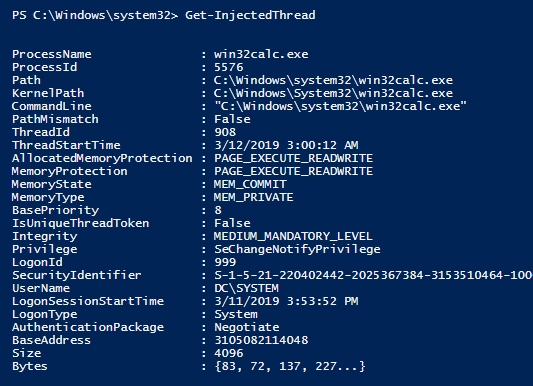 PS C:\Windows\system32> Get-InjectedThread
ProcessName : win32calc.exe
ProcessId : 5576
Path : C:\Windows\system32\win32calc.exe
KernelPath : C:\Windows\System32\win32calc.exe
CommandLine : "C:\Windows\system32\win32calc.exe"
PathMismatch : False
ThreadId : 908
ThreadStartTime : 3/12/2019 3:00:12 AM
AllocatedMemoryProtection : PAGE_EXECUTE_READWRITE
MemoryProtection : PAGE_EXECUTE_READWRITE
MemoryState : MEM_COMMIT
MemoryType : MEM_PRIVATE
BasePriority : 8
IsUniqueThreadToken : False
Integrity : MEDIUM_MANDATORY_LEVEL
Privilege : SeChangeNotifyPrivilege
LogonId : 999
SecurityIdentifier : S-1-5-21-220402442-2025367384-3153510464-100
UserName : DC\SYSTEM
LogonSessionStartTime : 3/11/2019 3:53:52 PM
LogonType : System
AuthenticationPackage : Negotiate
BaseAddress : 3105082114048
Size : 4096
Bytes : {83, 72, 137, 227...}